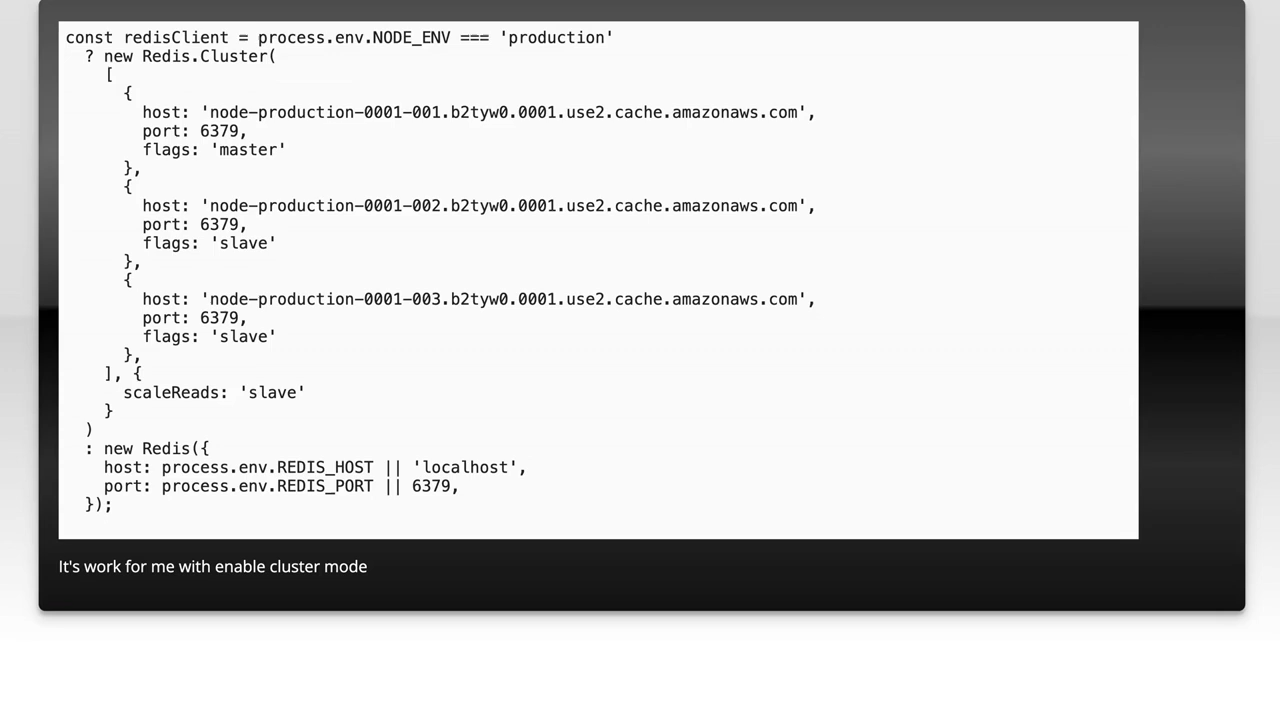 const redisClient = process.env.NODE_ENV === 'production'
  ? new Redis.Cluster(
    [
      {
        host: 'node-production-0001-001.b2tyw0.0001.use2.cache.amazonaws.com',
        port: 6379,
        flags: 'master'
      },
      {
        host: 'node-production-0001-002.b2tyw0.0001.use2.cache.amazonaws.com',
        port: 6379,
        flags: 'slave'
      },
      {
        host: 'node-production-0001-003.b2tyw0.0001.use2.cache.amazonaws.com',
        port: 6379,
        flags: 'slave'
      },
    ], {
      scaleReads: 'slave'
    }
  )
  : new Redis({
    host: process.env.REDIS_HOST || 'localhost',
    port: process.env.REDIS_PORT || 6379,
  });
It's work for me with enable cluster mode